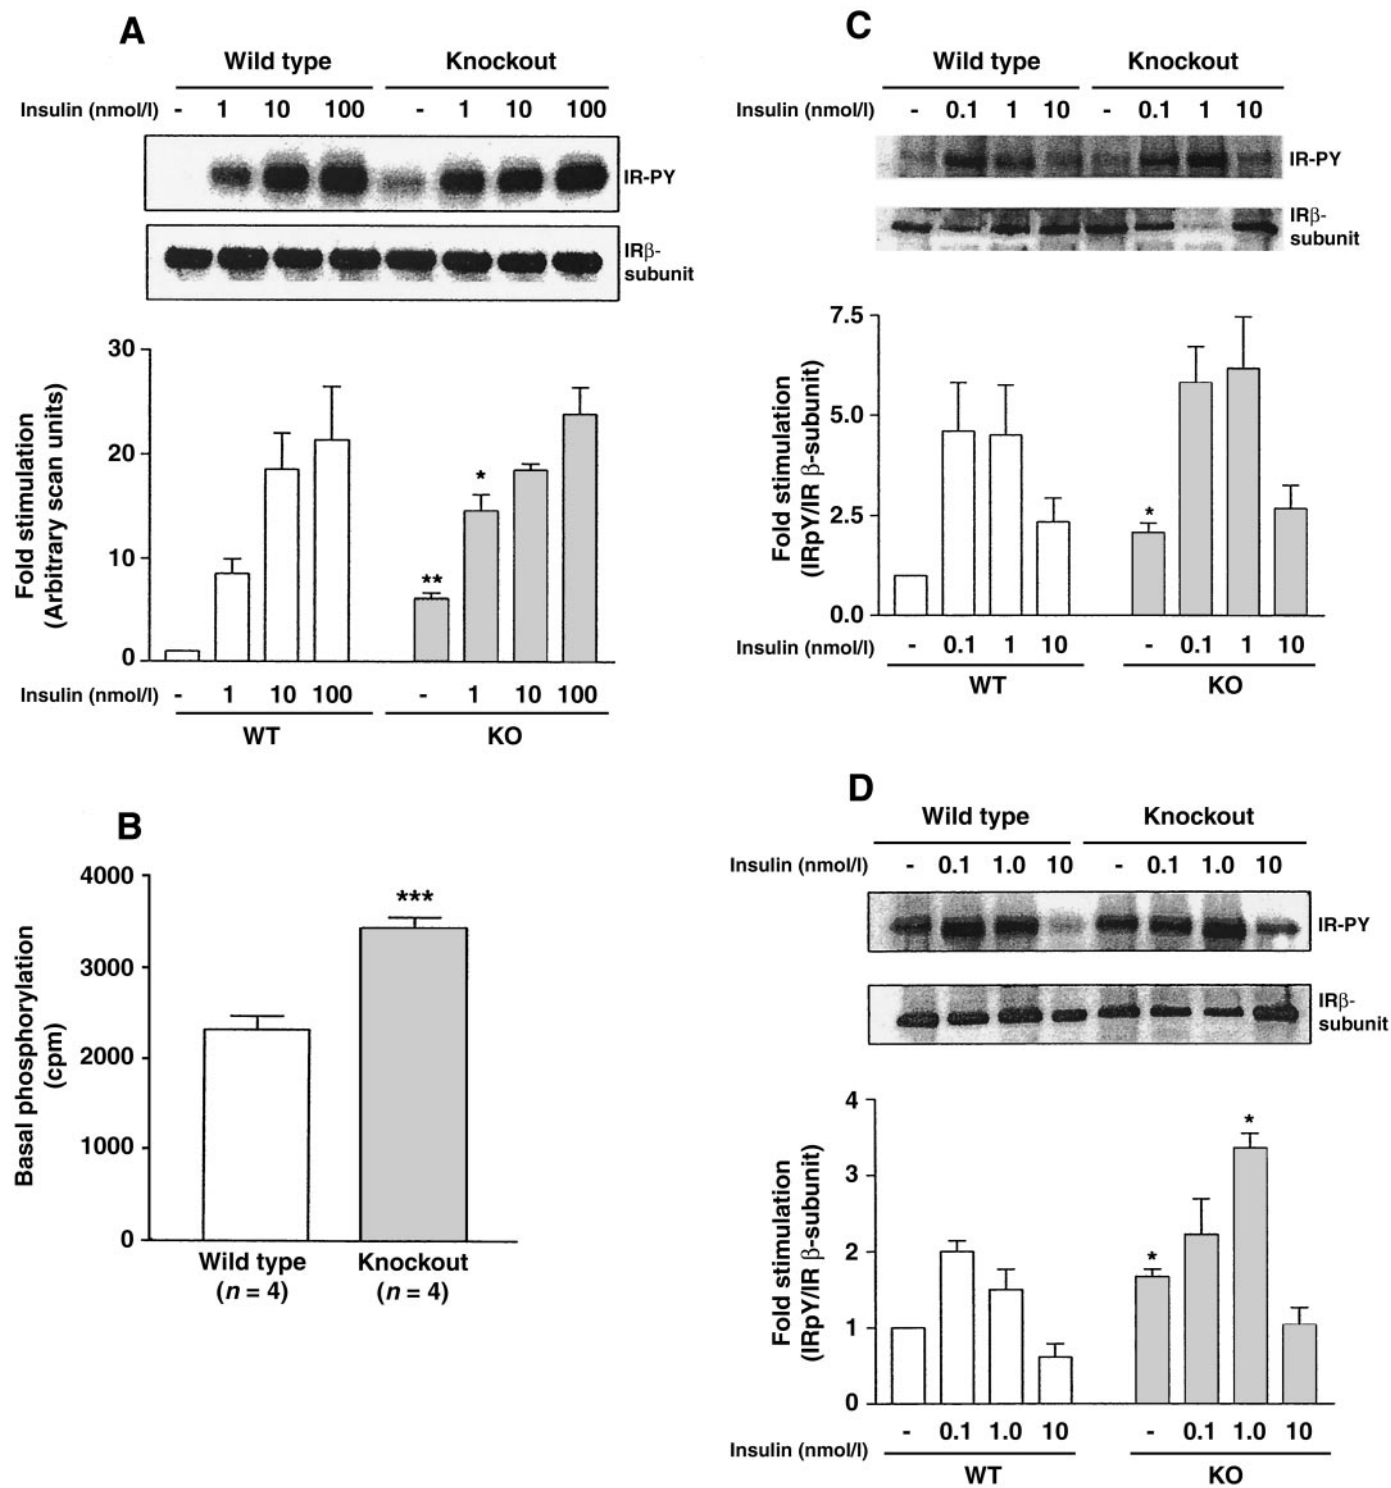 A
Wild type Knockout
Insulin (nmol/l) - 1 10 100 - 1 10 100
IR-PY
IRβ-
subunit
30
20
10
0
Fold stimulation
(Arbitrary scan units)
* **
Insulin (nmol/l) - 1 10 100 - 1 10 100
WT KO
B
4000
3000
2000
1000
0
Basal phosphorylation
(cpm)
***
Wild type Knockout
(n = 4) (n = 4)
C
Wild type Knockout
Insulin (nmol/l) - 0.1 1 10 - 0.1 1 10
IR-PY
IRβ-
subunit
7.5
5.0
2.5
0.0
Fold stimulation
(IRpY/IR β-subunit)
*
Insulin (nmol/l) - 0.1 1 10 - 0.1 1 10
WT KO
D
Wild type Knockout
Insulin (nmol/l) - 0.1 1.0 10 - 0.1 1.0 10
IR-PY
IRβ-
subunit
4
3
2
1
0
Fold stimulation
(IRpY/IR β-subunit)
* *
Insulin (nmol/l) - 0.1 1.0 10 - 0.1 1.0 10
WT KO